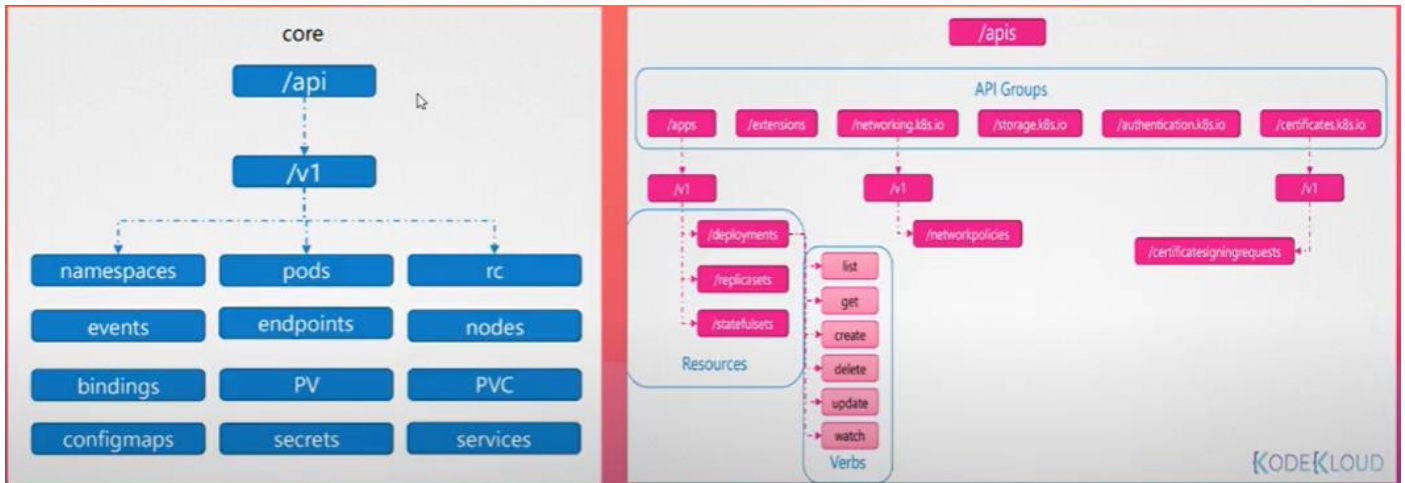 core
/api
/v1
namespaces pods rc
events endpoints nodes
bindings PV PVC
configmaps secrets services
/apis
API Groups
/apps /extensions /networking.k8s.io /storage.k8s.io /authentication.k8s.io /certificates.k8s.io
/v1 /v1 /v1
/deployments /networkpolicies
/certificatesigningrequests
/replicasets
/statefulsets
Resources
list
get
create
delete
update
watch
Verbs
KODEKLOUD